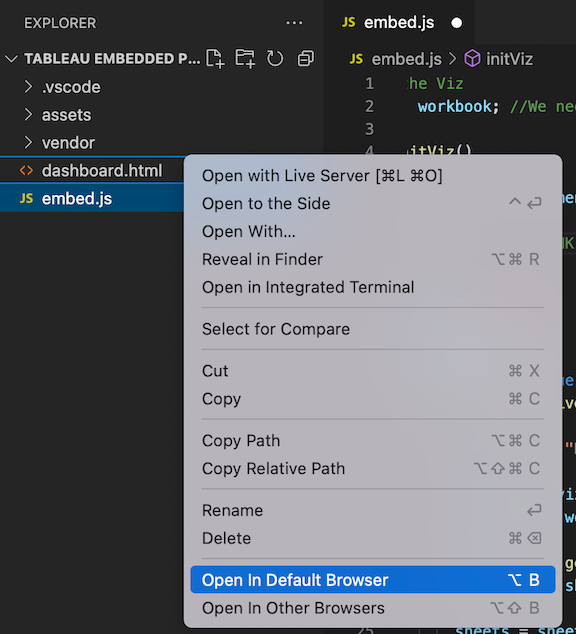 EXPLORER
TABLEAU EMBEDDED P...
.vscode
assets
vendor
dashboard.html
JS embed.js
JS embed.js
JS embed.js > initViz
1 he Viz
2 workbook; //We nee
3
4 itViz()
Open with Live Server [⌘L ⌘O]
Open to the Side ^ ↩
Open With...
Reveal in Finder ⌥⌘ R
Open in Integrated Terminal
Select for Compare
Cut ⌘ X
Copy ⌘ C
Copy Path ⌥⌘ C
Copy Relative Path ⌥⇧⌘ C
Rename ↩
Delete ⌘⌫
Open In Default Browser ⌥ B
Open In Other Browsers ⌥⇧ B
25 sheets = shee